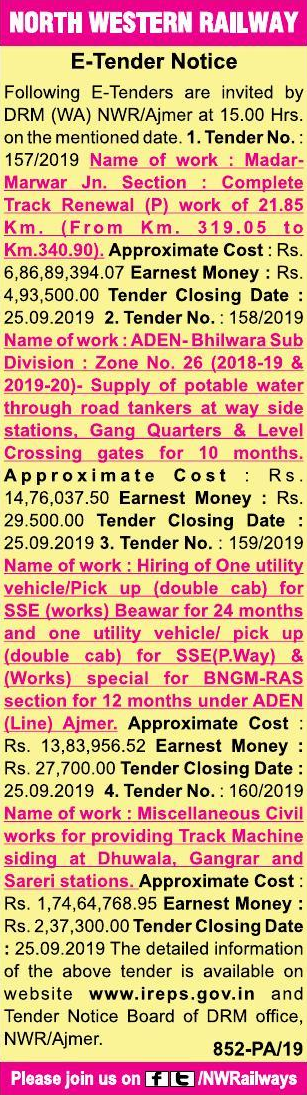 NORTH WESTERN RAILWAY
E-Tender Notice
Following E-Tenders are invited by
DRM (WA) NWR/Ajmer at 15.00 Hrs.
on the mentioned date. 1. Tender No. :
157/2019 Name of work : Madar-
Marwar Jn. Section : Complete
Track Renewal (P) work of 21.85
Km. (From Km. 319.05 to
Km.340.90). Approximate Cost : Rs.
6,86,89,394.07 Earnest Money : Rs.
4,93,500.00 Tender Closing Date :
25.09.2019 2. Tender No. : 158/2019
Name of work : ADEN- Bhilwara Sub
Division : Zone No. 26 (2018-19 &
2019-20)- Supply of potable water
through road tankers at way side
stations, Gang Quarters & Level
Crossing gates for 10 months.
Approximate Cost : Rs.
14,76,037.50 Earnest Money : Rs.
29.500.00 Tender Closing Date :
25.09.2019 3. Tender No. : 159/2019
Name of work : Hiring of One utility
vehicle/Pick up (double cab) for
SSE (works) Beawar for 24 months
and one utility vehicle/ pick up
(double cab) for SSE(P.Way) &
(Works) special for BNGM-RAS
section for 12 months under ADEN
(Line) Ajmer. Approximate Cost :
Rs. 13,83,956.52 Earnest Money :
Rs. 27,700.00 Tender Closing Date :
25.09.2019 4. Tender No. : 160/2019
Name of work : Miscellaneous Civil
works for providing Track Machine
siding at Dhuwala, Gangrar and
Sareri stations. Approximate Cost :
Rs. 1,74,64,768.95 Earnest Money :
Rs. 2,37,300.00 Tender Closing Date
: 25.09.2019 The detailed information
of the above tender is available on
website www.ireps.gov.in and
Tender Notice Board of DRM office,
NWR/Ajmer.
852-PA/19
Please join us on f t /NWRailways